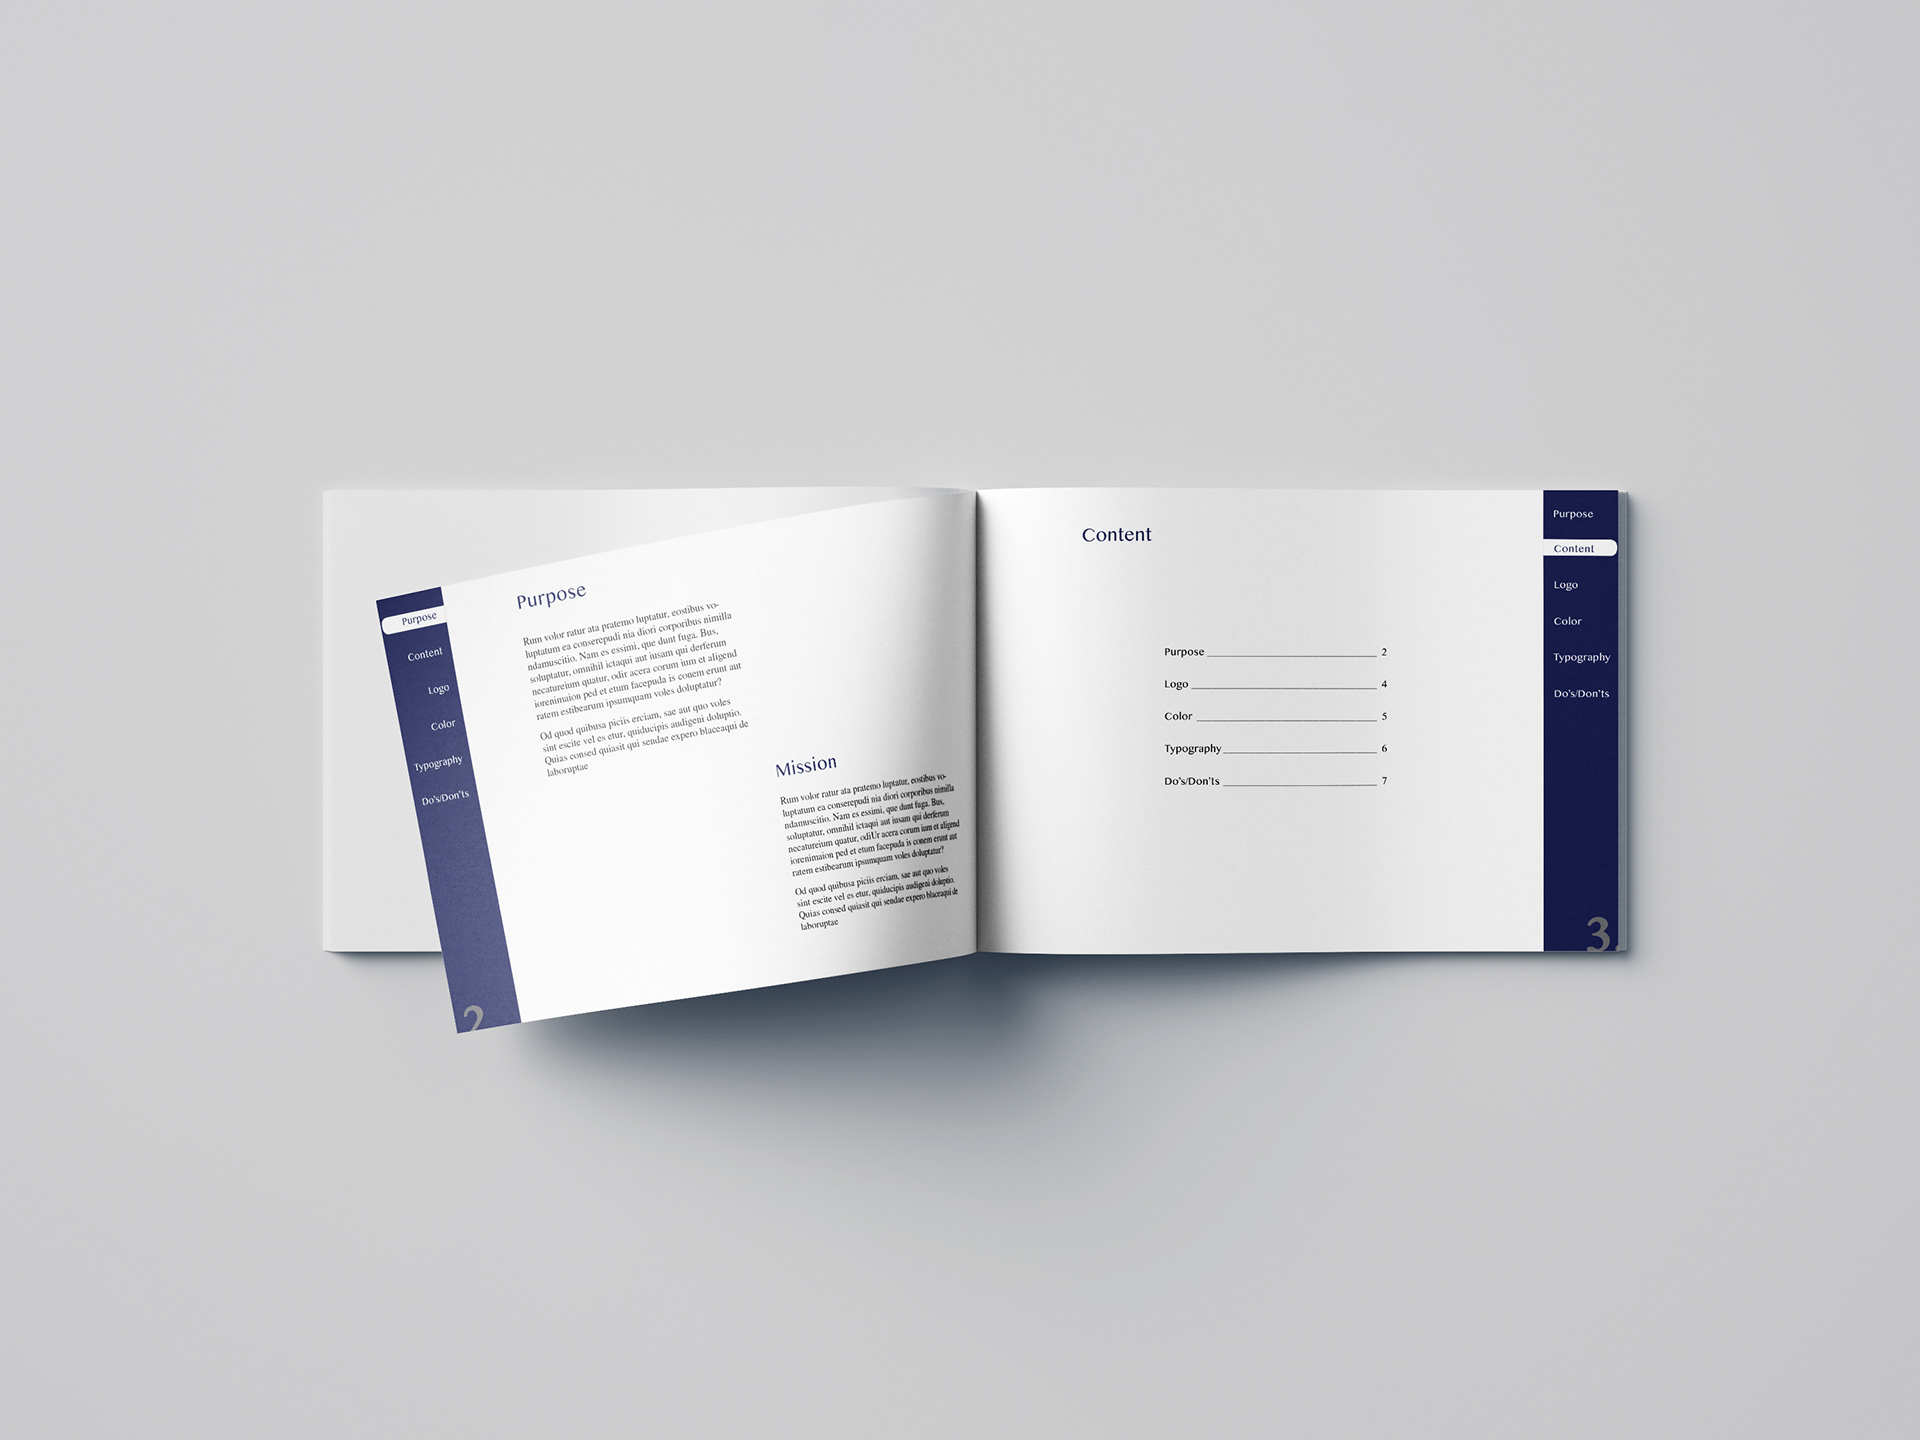 Purpose
Content
Logo
Color
Typography
Do's/Don'ts
2
Purpose
Rum volor ratur ata pratemo luptatur, eostibus vo-
luptatum ea conserepudi nia diori corporibus nimilla
ndamuscitio. Nam es essimi, que dunt fuga. Bus,
soluptatur, omnihil ictaqui aut iusam qui derferum
necatureium quatur, odir acera corum ium et aligend
iorenimaion ped et etum facepuda is conem erunt aut
ratem estibearum ipsumquam voles doluptatur?
Od quod quibusa piciis erciam, sae aut quo voles
sint escite vel es etur, quiducipis audigeni doluptio.
Quias consed quiasit qui sendae expero blaceaqui de
laboruptae
Mission
Rum volor ratur ata pratemo luptatur, eostibus vo-
luptatum ea conserepudi nia diori corporibus nimilla
ndamuscitio. Nam es essimi, que dunt fuga. Bus,
soluptatur, omnihil ictaqui aut iusam qui derferum
necatureium quatur, odiUr acera corum ium et aligend
iorenimaion ped et etum facepuda is conem erunt aut
ratem estibearum ipsumquam voles doluptatur?
Od quod quibusa piciis erciam, sae aut quo voles
sint escite vel es etur, quiducipis audigeni doluptio.
Quias consed quiasit qui sendae expero blaceaqui de
laboruptae
Content
Purpose 2
Logo 4
Color 5
Typography 6
Do's/Don'ts 7
Purpose
Content
Logo
Color
Typography
Do's/Don'ts
3.